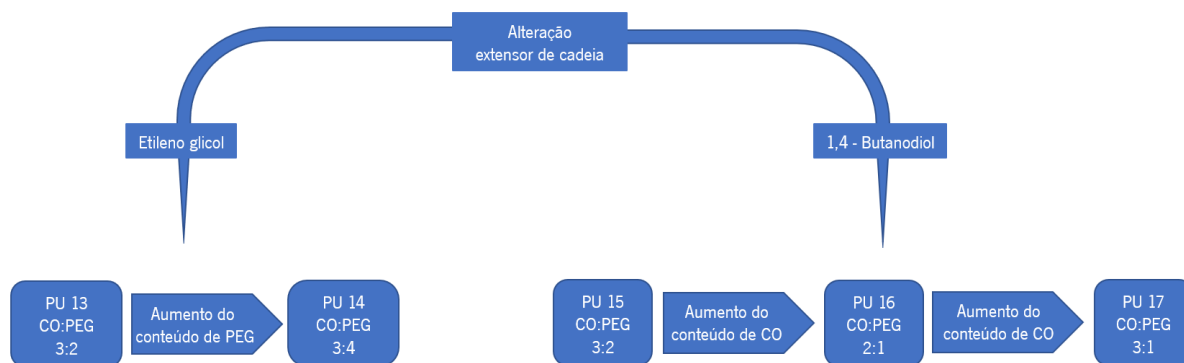 Alteração
extensor de cadeia
Etileno glicol
1,4 - Butanodiol
PU 13
CO:PEG
3:2
Aumento do
conteúdo de PEG
PU 14
CO:PEG
3:4
PU 15
CO:PEG
3:2
Aumento do
conteúdo de CO
PU 16
CO:PEG
2:1
Aumento do
conteúdo de CO
PU 17
CO:PEG
3:1